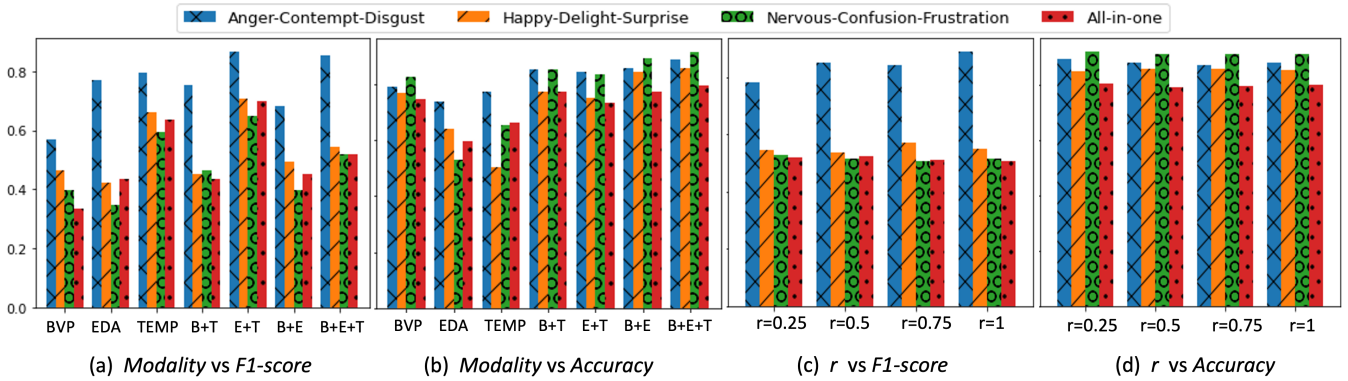 Anger-Contempt-Disgust Happy-Delight-Surprise Nervous-Confusion-Frustration All-in-one
0.8
0.6
0.4
0.2
0.0
BVP EDA TEMP B+T E+T B+E B+E+T
BVP EDA TEMP B+T E+T B+E B+E+T
r=0.25 r=0.5 r=0.75 r=1
r=0.25 r=0.5 r=0.75 r=1
(a) Modality vs F1-score
(b) Modality vs Accuracy
(c) r vs F1-score
(d) r vs Accuracy